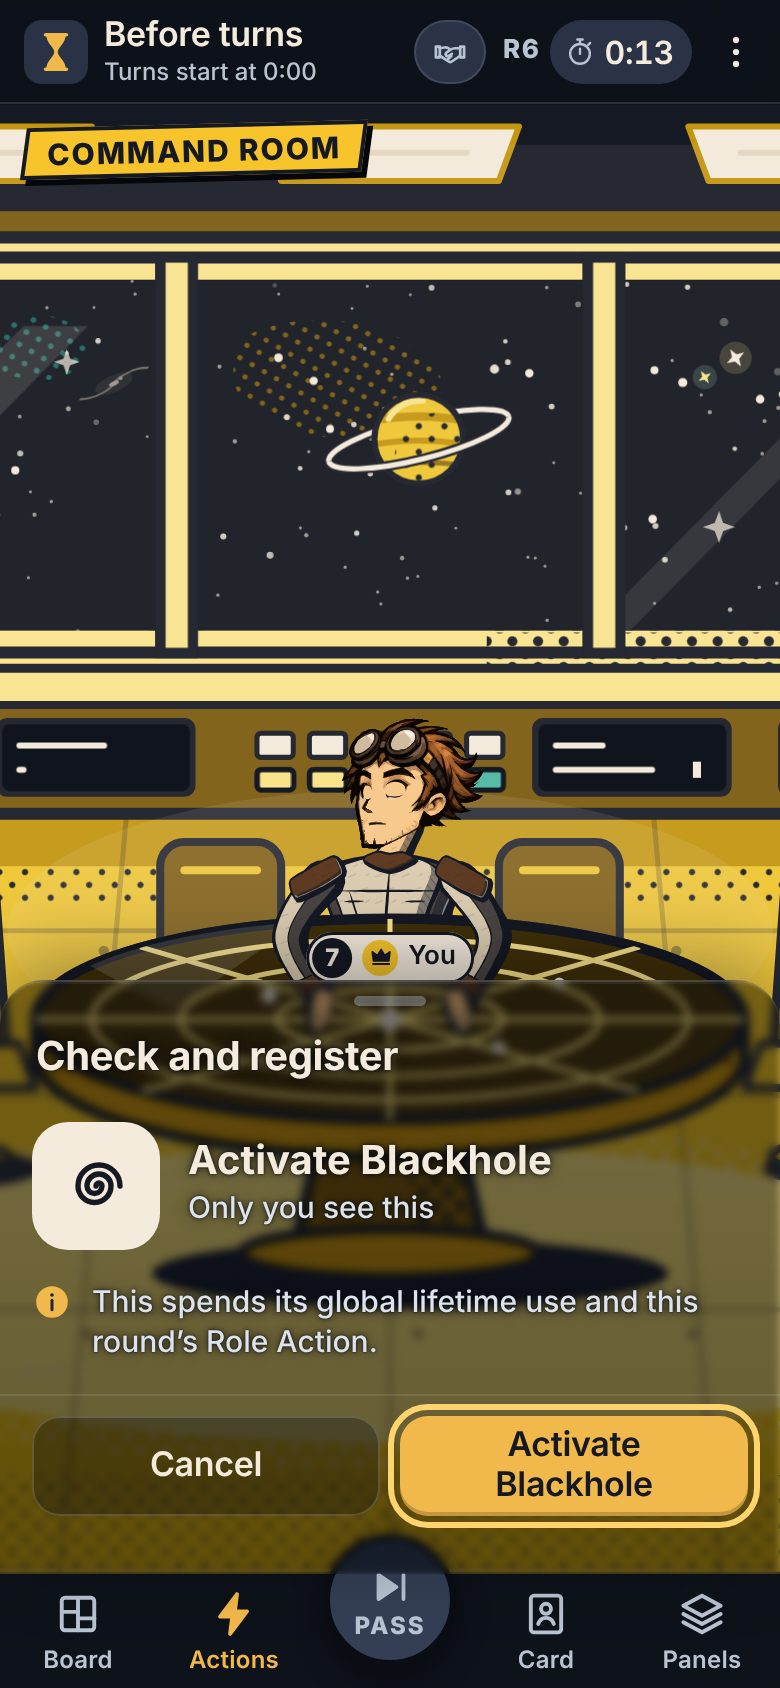 Before turns
Turns start at 0:00
R6
0:13
COMMAND ROOM
7
You
Check and register
Activate Blackhole
Only you see this
This spends its global lifetime use and this
round’s Role Action.
Cancel
Activate
Blackhole
PASS
Board
Actions
Card
Panels